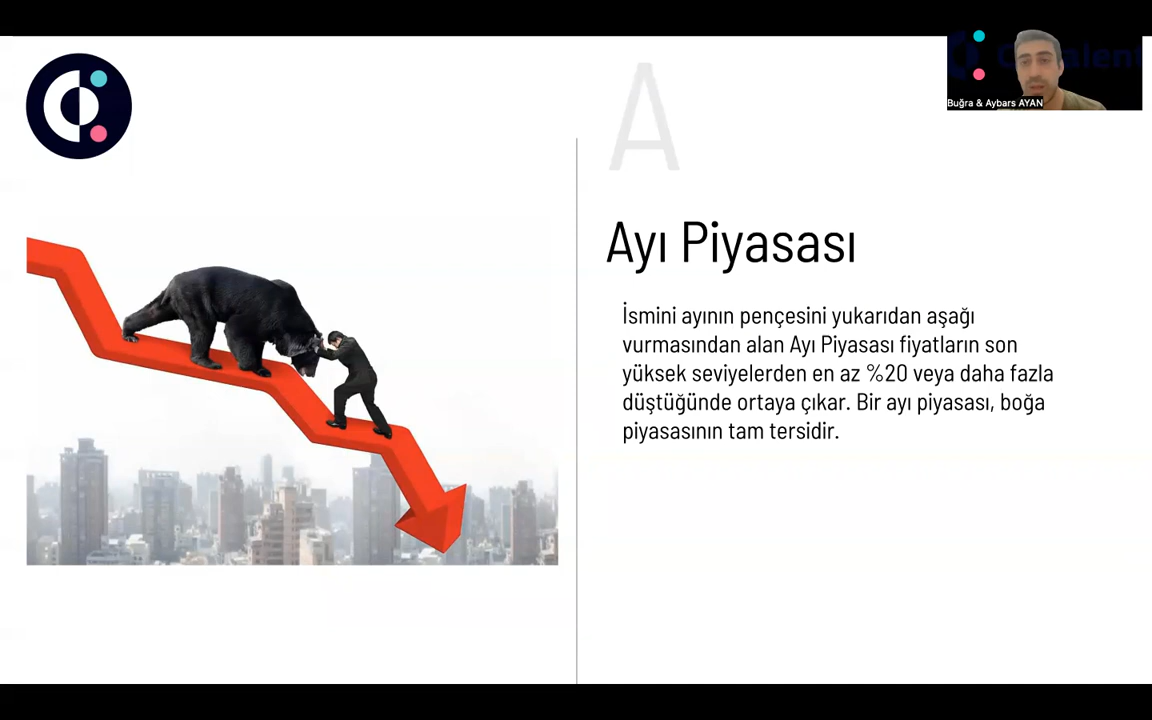 A
Buğra & Aybars AYAN
Ayı Piyasası
İsmini ayının pençesini yukarıdan aşağı
vurmasından alan Ayı Piyasası fiyatların son
yüksek seviyelerden en az %20 veya daha fazla
düştüğünde ortaya çıkar. Bir ayı piyasası, boğa
piyasasının tam tersidir.